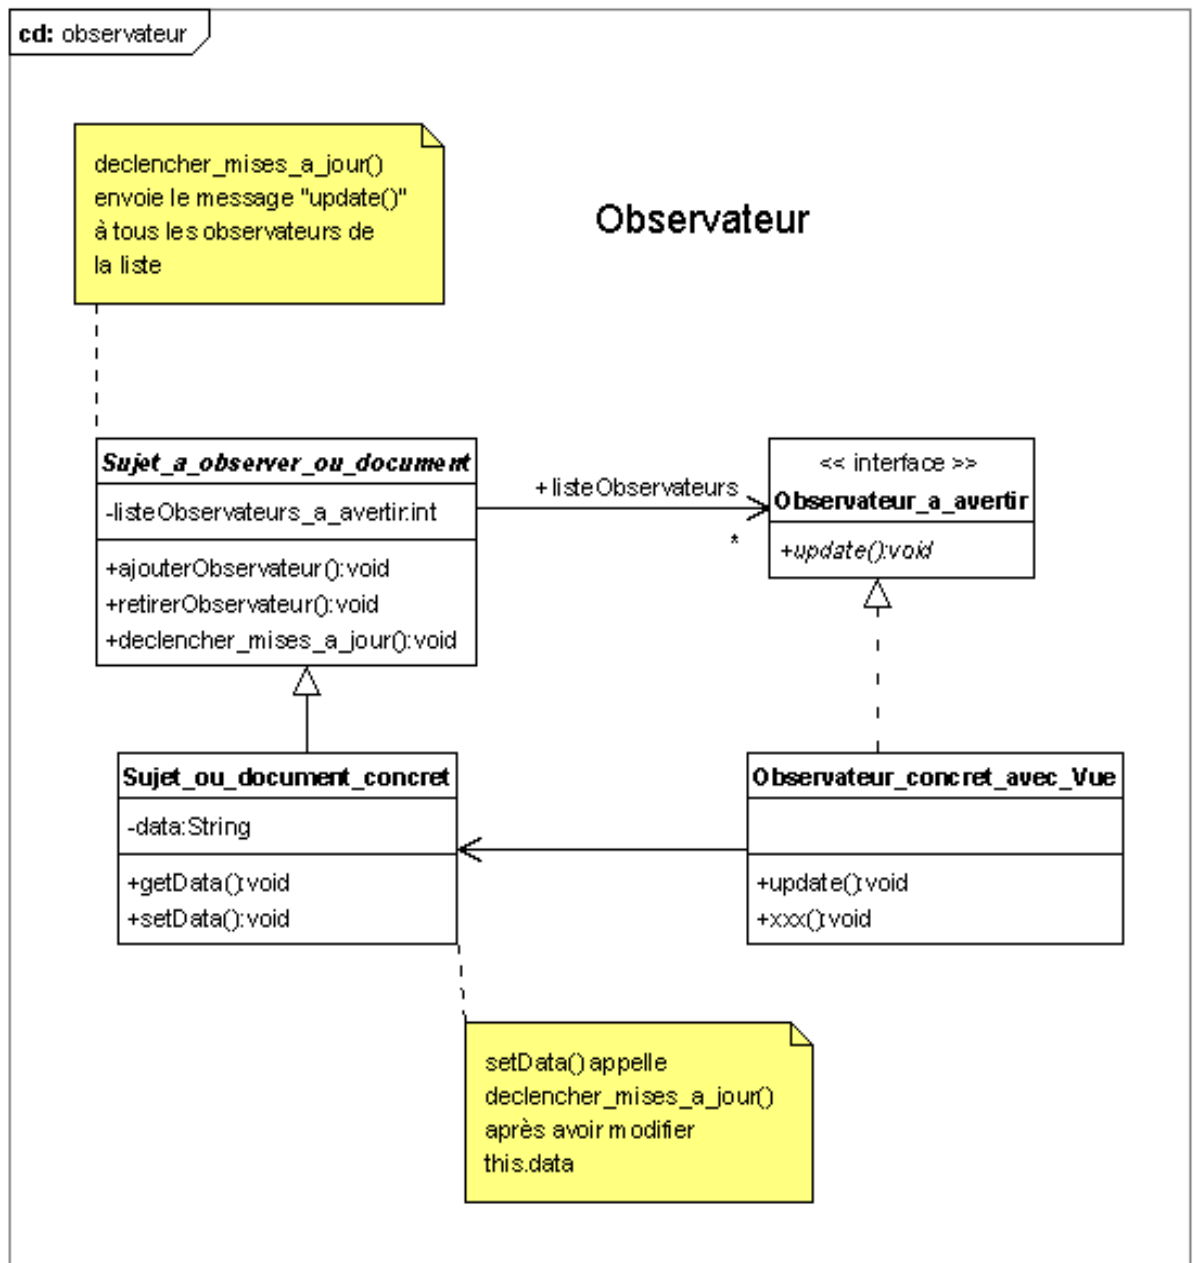 cd: observateur
declencher_mises_a_jour()
envoie le message "update()"
à tous les observateurs de
la liste
Observateur
Sujet_a_observer_ou_document
-listeObservateurs_a_avertir:int
+ajouterObservateur():void
+retirerObservateur():void
+declencher_mises_a_jour():void
+listeObservateurs
*
<< interface >>
Observateur_a_avertir
+update():void
Sujet_ou_document_concret
-data:String
+getData():void
+setData():void
Observateur_concret_avec_Vue
+update():void
+xxx():void
setData() appelle
declencher_mises_a_jour()
après avoir modifier
this.data